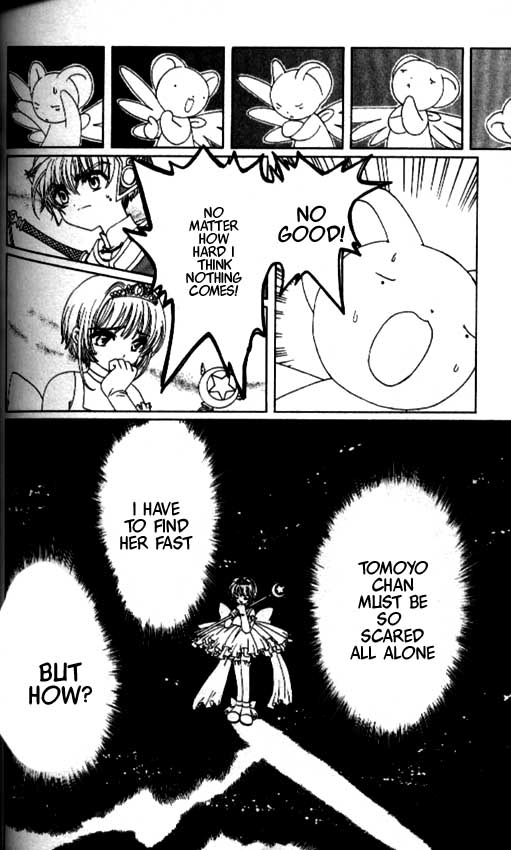 NO
GOOD!
NO
MATTER
HOW
HARD I
THINK
NOTHING
COMES!
TOMOYO
CHAN
MUST BE
SO
SCARED
ALL ALONE
I HAVE
TO FIND
HER FAST
BUT
HOW?